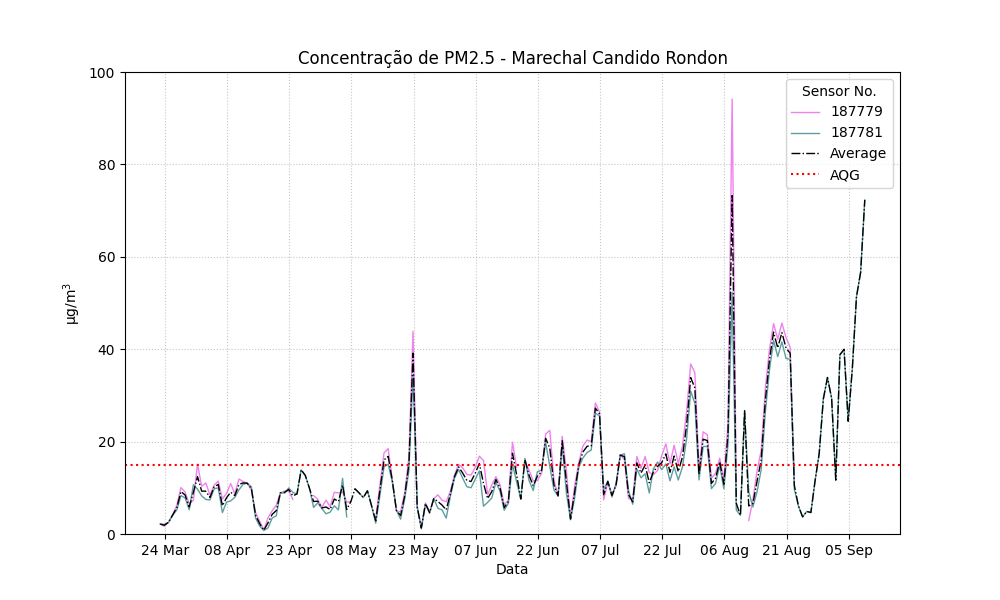 Concentração de PM2.5 - Marechal Candido Rondon
Sensor No.
187779
187781
Average
AQG
100
80
60
40
20
0
µg/m³
24 Mar 08 Apr 23 Apr 08 May 23 May 07 Jun 22 Jun 07 Jul 22 Jul 06 Aug 21 Aug 05 Sep
Data